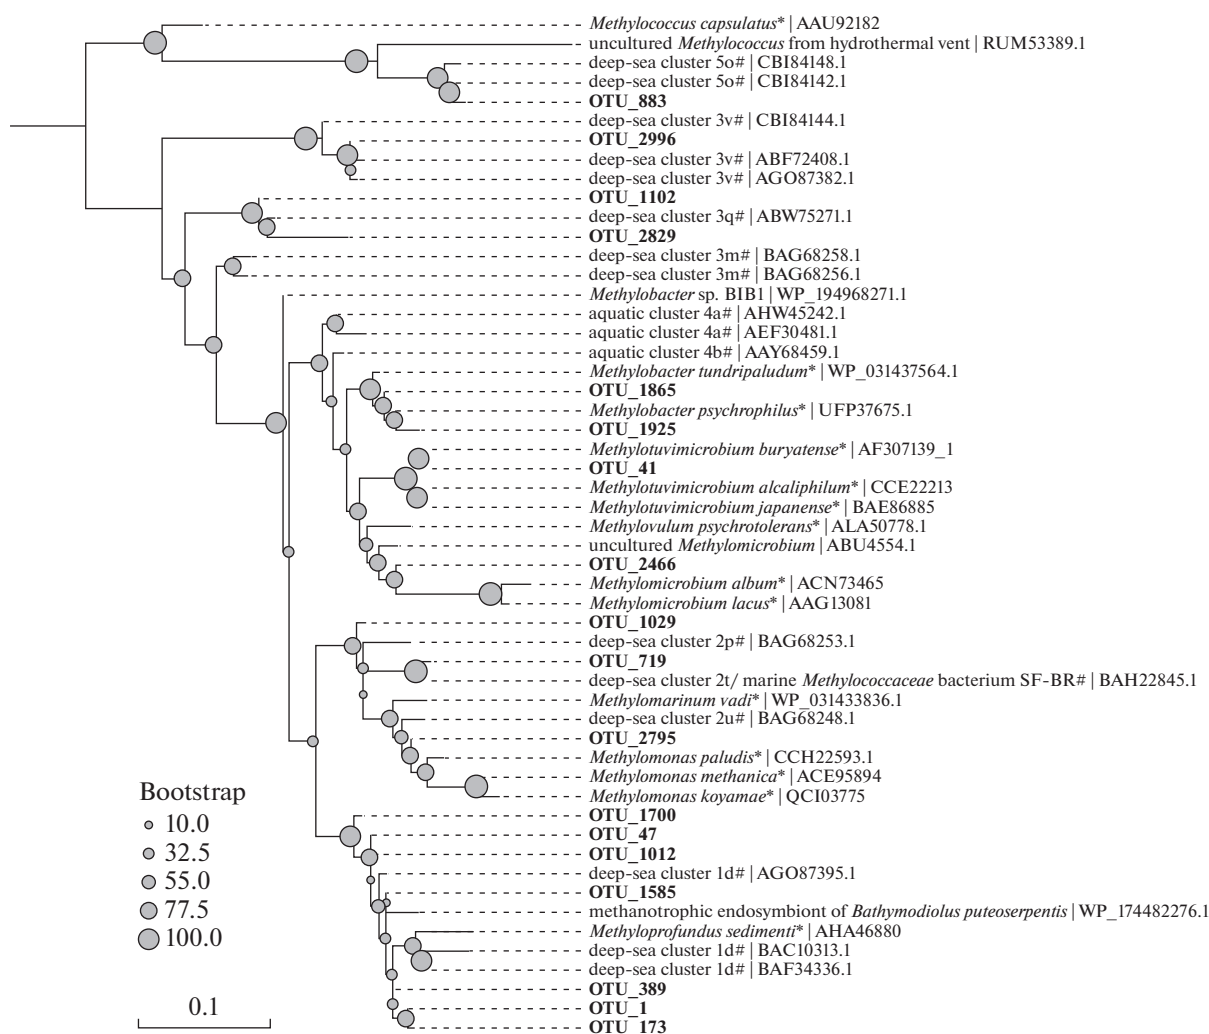 Methylococcus capsulatus* | AAU92182
uncultured Methylococcus from hydrothermal vent | RUM53389.1
deep-sea cluster 5o# | CBI84148.1
deep-sea cluster 5o# | CBI84142.1
OTU_883
deep-sea cluster 3v# | CBI84144.1
OTU_2996
deep-sea cluster 3v# | ABF72408.1
deep-sea cluster 3v# | AGO87382.1
OTU_1102
deep-sea cluster 3q# | ABW75271.1
OTU_2829
deep-sea cluster 3m# | BAG68258.1
deep-sea cluster 3m# | BAG68256.1
Methylobacter sp. BIB1 | WP_194968271.1
aquatic cluster 4a# | AHW45242.1
aquatic cluster 4a# | AEF30481.1
aquatic cluster 4b# | AAY68459.1
Methylobacter tundripaludum* | WP_031437564.1
OTU_1865
Methylobacter psychrophilus* | UFP37675.1
OTU_1925
Methylotuvimicrobium buryatense* | AF307139_1
OTU_41
Methylotuvimicrobium alcaliphilum* | CCE22213
Methylotuvimicrobium japanense* | BAE86885
Methylovulum psychrotolerans* | ALA50778.1
uncultured Methylomicrobium | ABU4554.1
OTU_2466
Methylomicrobium album* | ACN73465
Methylomicrobium lacus* | AAG13081
OTU_1029
deep-sea cluster 2p# | BAG68253.1
OTU_719
deep-sea cluster 2t/ marine Methylococcaceae bacterium SF-BR# | BAH22845.1
Methylomarinum vadi* | WP_031433836.1
deep-sea cluster 2u# | BAG68248.1
OTU_2795
Methylomonas paludis* | CCH22593.1
Methylomonas methanica* | ACE95894
Methylomonas koyamae* | QCI03775
OTU_1700
OTU_47
OTU_1012
deep-sea cluster 1d# | AGO87395.1
OTU_1585
methanotrophic endosymbiont of Bathymodiolus puteoserpentis | WP_174482276.1
Methyloprofundus sedimenti* | AHA46880
deep-sea cluster 1d# | BAC10313.1
deep-sea cluster 1d# | BAF34336.1
OTU_389
OTU_1
OTU_173
Bootstrap
10.0
32.5
55.0
77.5
100.0
0.1